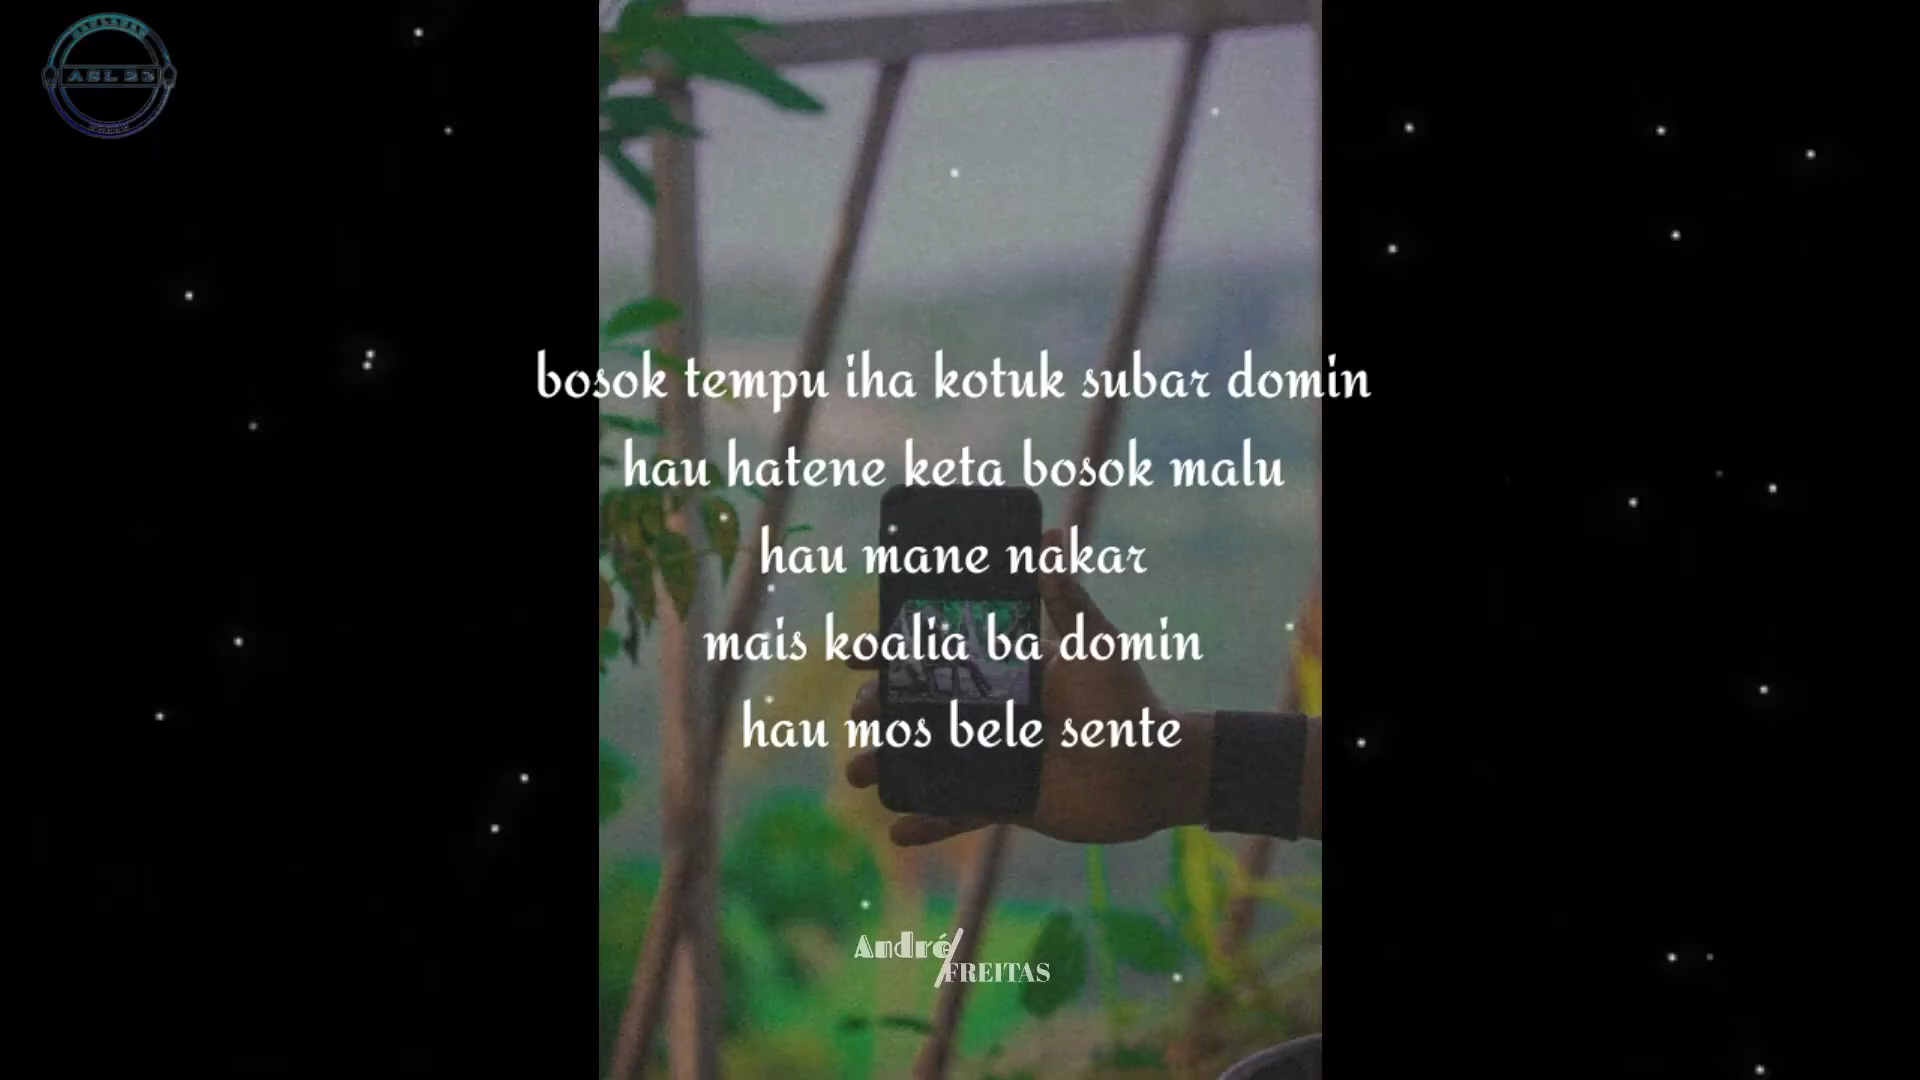 ASL 23
bosok tempu iha kotuk subar domin
hau hatene keta bosok malu
hau mane nakar
mais koalia ba domin
hau mos bele sente
André
FREITAS